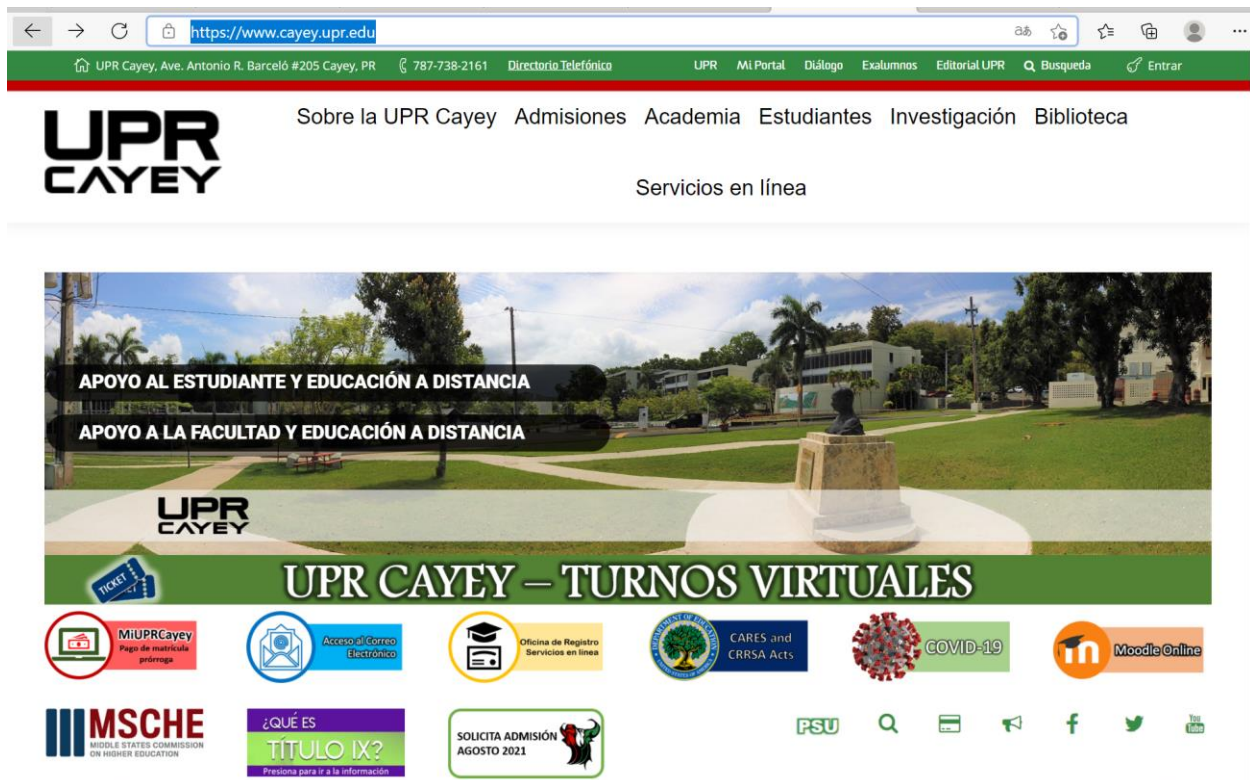 https://www.cayey.upr.edu
UPR Cayey, Ave. Antonio R. Barceló #205 Cayey, PR 787-738-2161 Directorio Telefónico UPR Mi Portal Diálogo Exalumnos Editorial UPR Busqueda Entrar
UPR
CAYEY
Sobre la UPR Cayey Admisiones Academia Estudiantes Investigación Biblioteca
Servicios en línea
APOYO AL ESTUDIANTE Y EDUCACIÓN A DISTANCIA
APOYO A LA FACULTAD Y EDUCACIÓN A DISTANCIA
UPR
CAYEY
TICKET
UPR CAYEY – TURNOS VIRTUALES
MiUPRCayey
Pago de matrícula
prórroga
Acceso al Correo
Electrónico
Oficina de Registro
Servicios en línea
CARES and
CRRSA Acts
COVID-19
Moodle Online
MSCHE
MIDDLE STATES COMMISSION
ON HIGHER EDUCATION
¿QUÉ ES
TÍTULO IX?
Presiona para ir a la información
SOLICITA ADMISIÓN
AGOSTO 2021
PSU
You
Tube